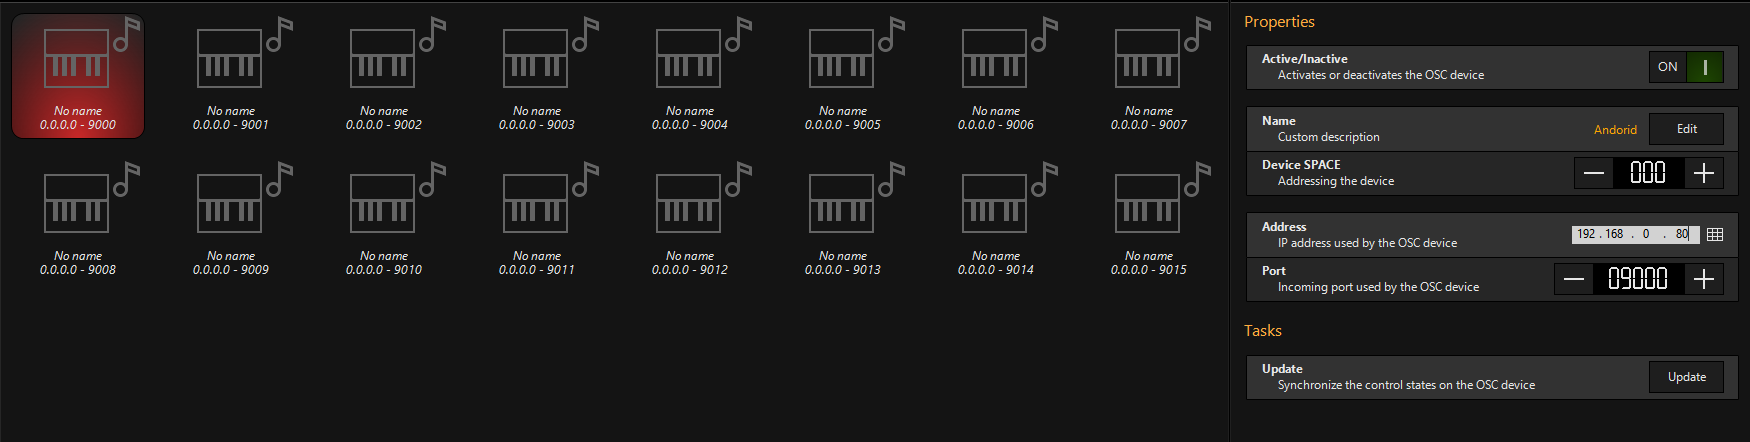 No name
0.0.0.0 - 9000
No name
0.0.0.0 - 9001
No name
0.0.0.0 - 9002
No name
0.0.0.0 - 9003
No name
0.0.0.0 - 9004
No name
0.0.0.0 - 9005
No name
0.0.0.0 - 9006
No name
0.0.0.0 - 9007
No name
0.0.0.0 - 9008
No name
0.0.0.0 - 9009
No name
0.0.0.0 - 9010
No name
0.0.0.0 - 9011
No name
0.0.0.0 - 9012
No name
0.0.0.0 - 9013
No name
0.0.0.0 - 9014
No name
0.0.0.0 - 9015
Properties
Active/Inactive
Activates or deactivates the OSC device
ON
Name
Custom description
Andorid
Edit
Device SPACE
Addressing the device
000
Address
IP address used by the OSC device
192 . 168 . 0 . 80
Port
Incoming port used by the OSC device
09000
Tasks
Update
Synchronize the control states on the OSC device
Update